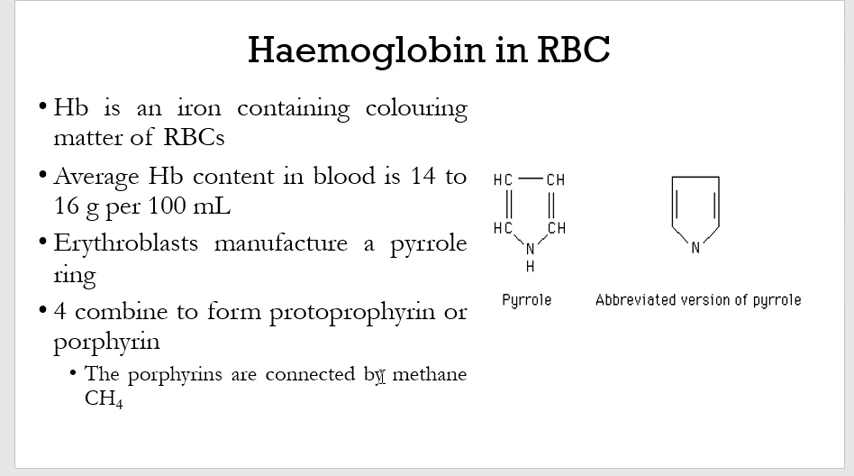 Haemoglobin in RBC
• Hb is an iron containing colouring
matter of RBCs
• Average Hb content in blood is 14 to
16 g per 100 mL
• Erythroblasts manufacture a pyrrole
ring
• 4 combine to form protoprophyrin or
porphyrin
• The porphyrins are connected by methane
CH₄
HC CH
HC CH
N
H
Pyrrole
N
Abbreviated version of pyrrole